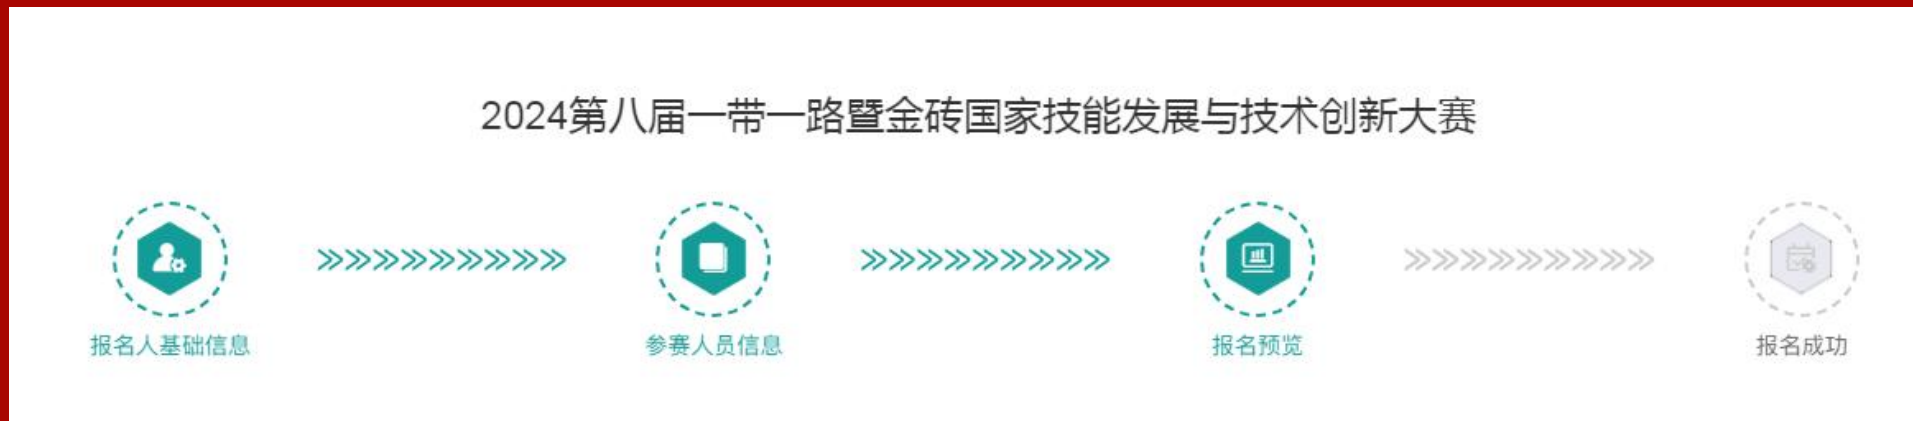 2024第八届一带一路暨金砖国家技能发展与技术创新大赛
报名人基础信息
参赛人员信息
报名预览
报名成功